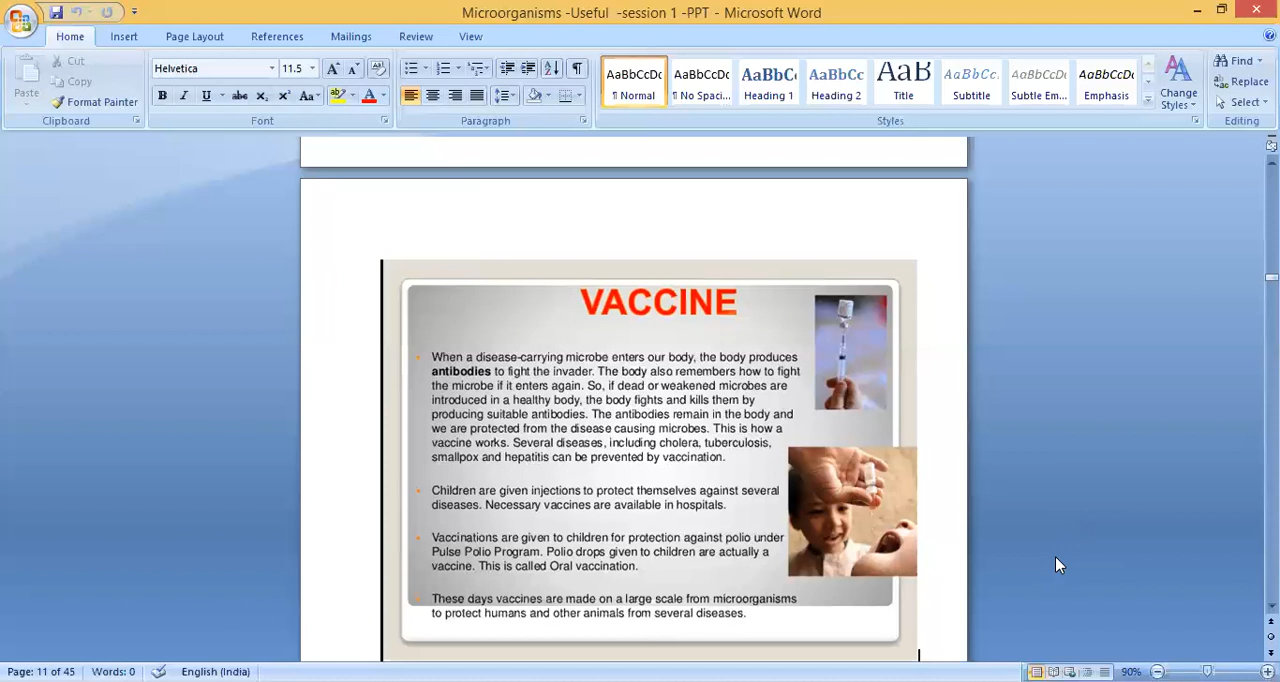 Microorganisms -Useful -session 1 -PPT - Microsoft Word
Home Insert Page Layout References Mailings Review View
Paste
Cut
Copy
Format Painter
Clipboard
Helvetica 11.5
Font
Paragraph
AaBbCcDc AaBbCcDc AaBbC AaBbCc AaB AaBbCc. AaBbCcDc AaBbCcDc
¶ Normal ¶ No Spaci... Heading 1 Heading 2 Title Subtitle Subtle Em... Emphasis
Change
Styles
Styles
Find
Replace
Select
Editing
VACCINE
When a disease-carrying microbe enters our body, the body produces
antibodies to fight the invader. The body also remembers how to fight
the microbe if it enters again. So, if dead or weakened microbes are
introduced in a healthy body, the body fights and kills them by
producing suitable antibodies. The antibodies remain in the body and
we are protected from the disease causing microbes. This is how a
vaccine works. Several diseases, including cholera, tuberculosis,
smallpox and hepatitis can be prevented by vaccination.
Children are given injections to protect themselves against several
diseases. Necessary vaccines are available in hospitals.
Vaccinations are given to children for protection against polio under
Pulse Polio Program. Polio drops given to children are actually a
vaccine. This is called Oral vaccination.
These days vaccines are made on a large scale from microorganisms
to protect humans and other animals from several diseases.
Page: 11 of 45 Words: 0 English (India) 90%